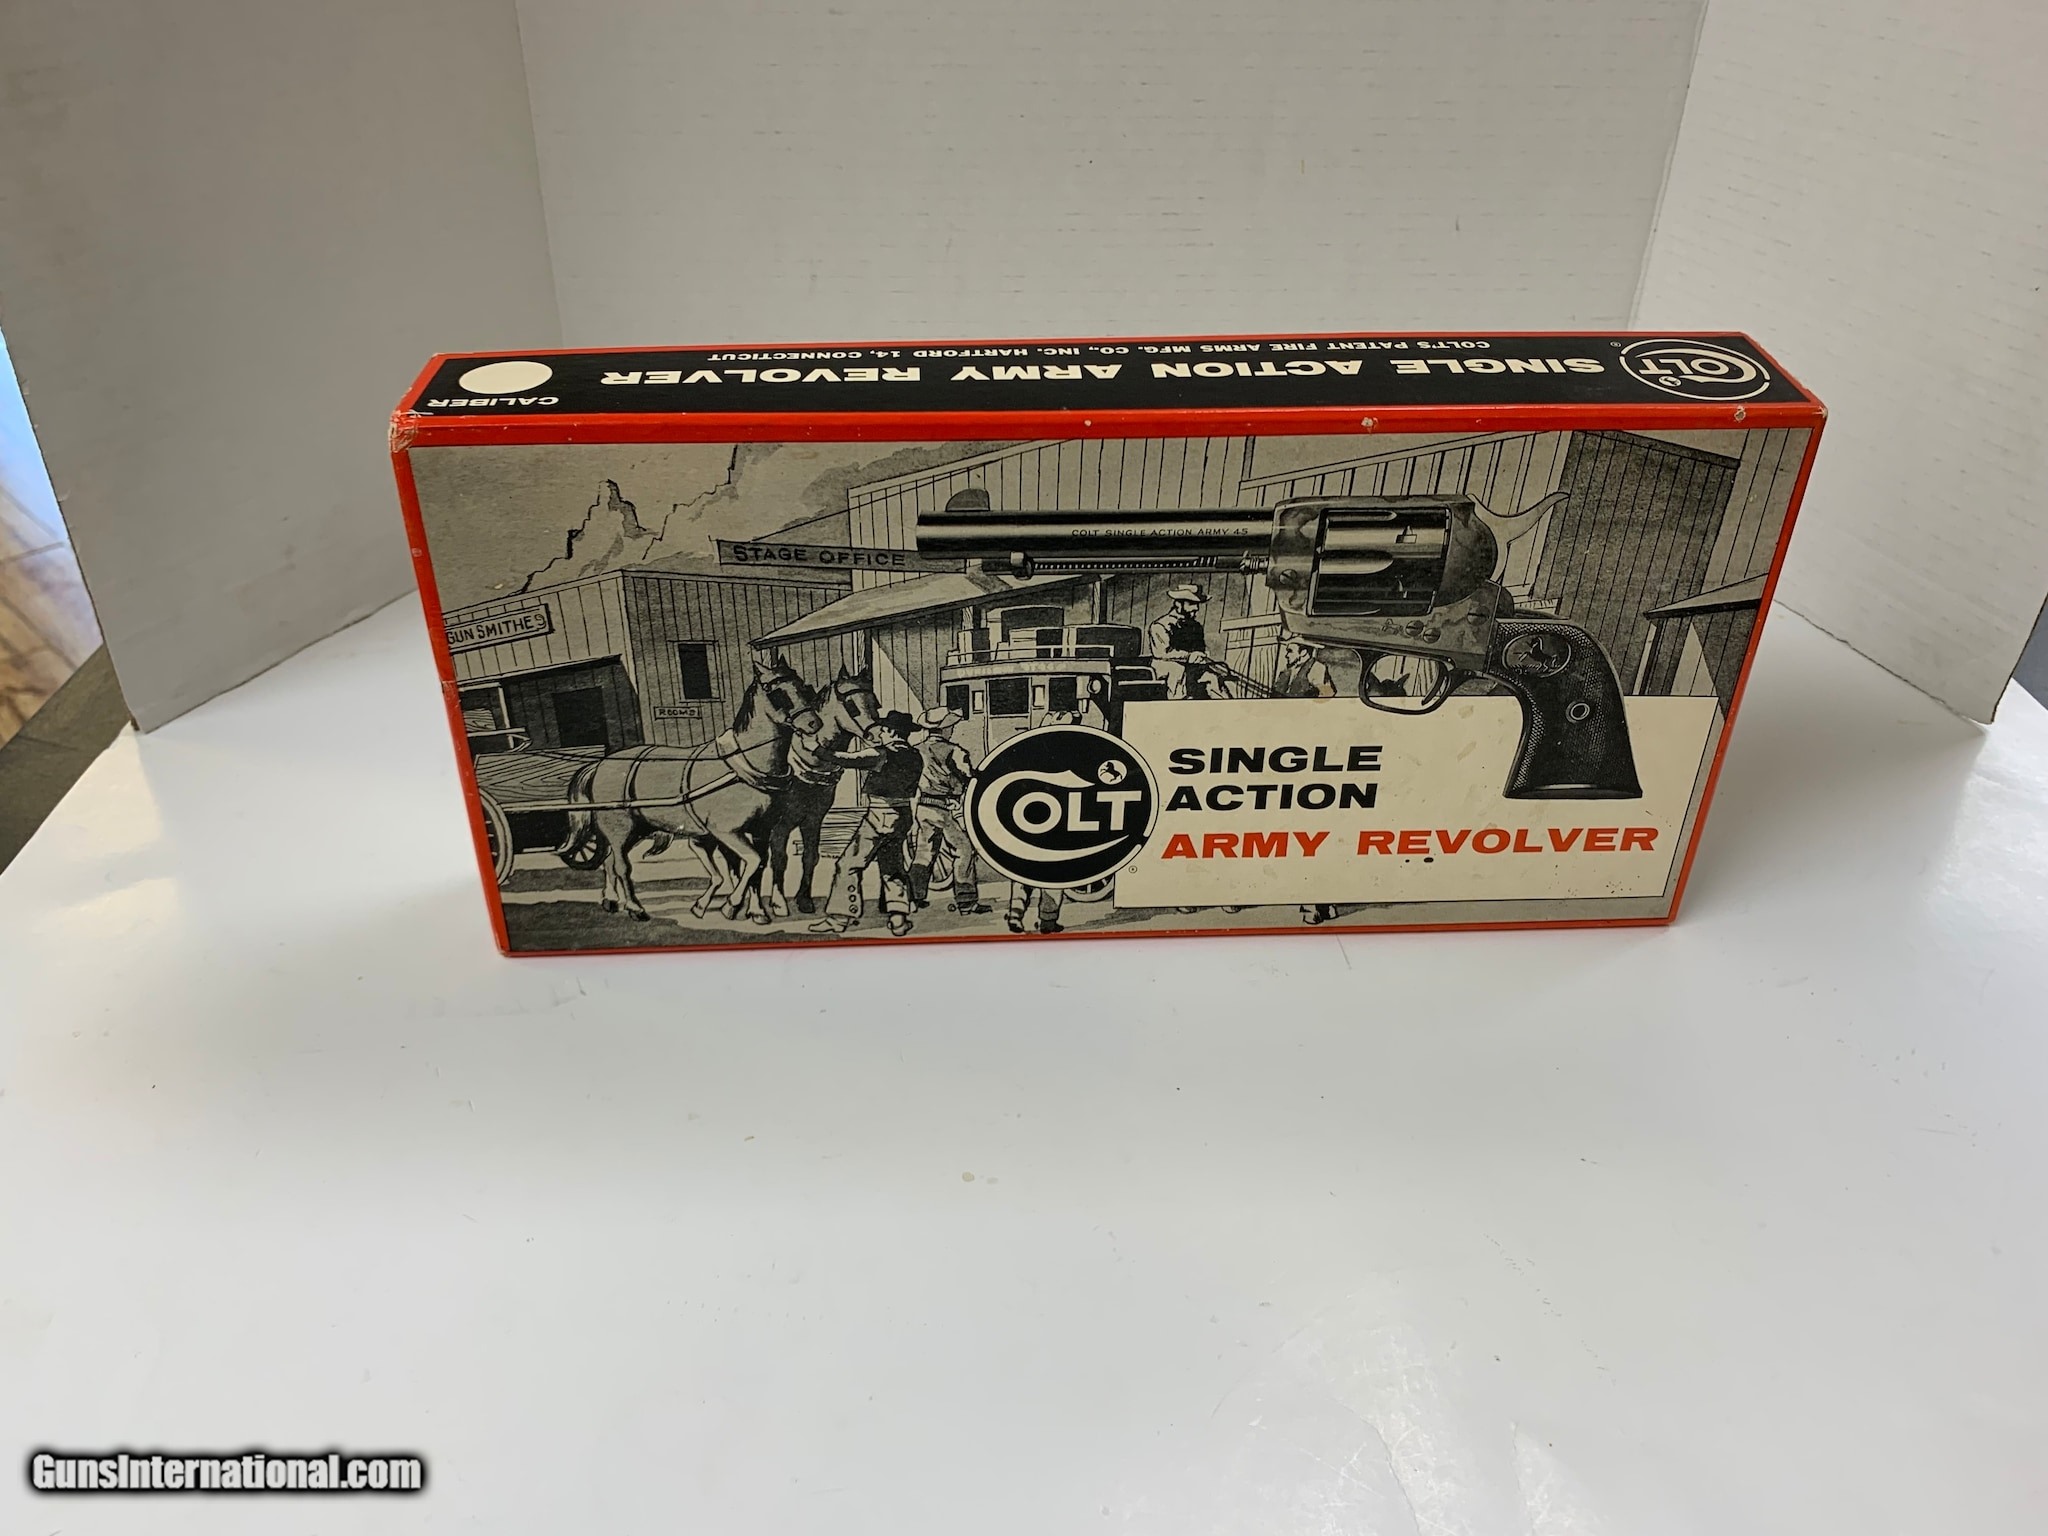 COLT SINGLE ACTION ARMY REVOLVER
COLT'S PATENT FIRE ARMS MFG. CO., INC. HARTFORD 14, CONNECTICUT
CALIBER
COLT SINGLE ACTION ARMY 45
STAGE OFFICE
GUN SMITHE
ROOMS
COLT
SINGLE
ACTION
ARMY REVOLVER
GunsInternational.com